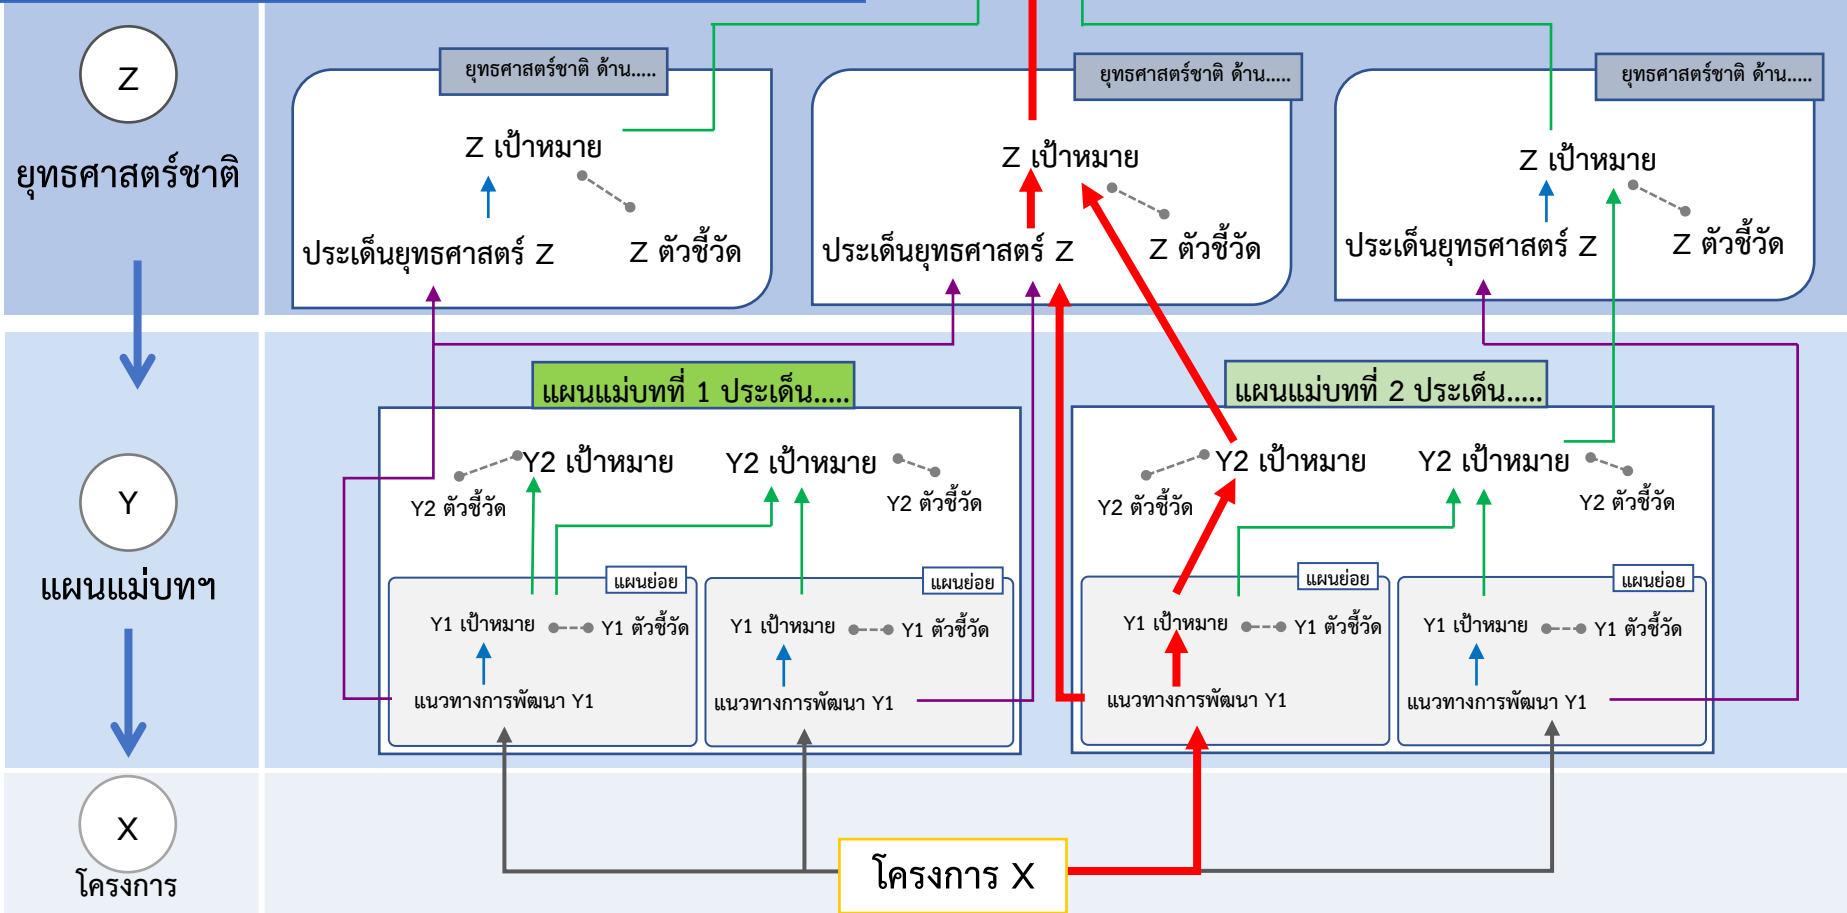 Z
ยุทธศาสตร์ชาติ
ยุทธศาสตร์ชาติ ด้าน.....
Z เป้าหมาย
ประเด็นยุทธศาสตร์ Z
Z ตัวชี้วัด
ยุทธศาสตร์ชาติ ด้าน.....
Z เป้าหมาย
ประเด็นยุทธศาสตร์ Z
Z ตัวชี้วัด
ยุทธศาสตร์ชาติ ด้าน.....
Z เป้าหมาย
ประเด็นยุทธศาสตร์ Z
Z ตัวชี้วัด
Y
แผนแม่บทฯ
แผนแม่บทที่ 1 ประเด็น.....
Y2 เป้าหมาย
Y2 ตัวชี้วัด
Y2 เป้าหมาย
Y2 ตัวชี้วัด
แผนย่อย
Y1 เป้าหมาย
Y1 ตัวชี้วัด
แนวทางการพัฒนา Y1
แผนย่อย
Y1 เป้าหมาย
Y1 ตัวชี้วัด
แนวทางการพัฒนา Y1
แผนแม่บทที่ 2 ประเด็น.....
Y2 เป้าหมาย
Y2 ตัวชี้วัด
Y2 เป้าหมาย
Y2 ตัวชี้วัด
แผนย่อย
Y1 เป้าหมาย
Y1 ตัวชี้วัด
แนวทางการพัฒนา Y1
แผนย่อย
Y1 เป้าหมาย
Y1 ตัวชี้วัด
แนวทางการพัฒนา Y1
X
โครงการ
โครงการ X